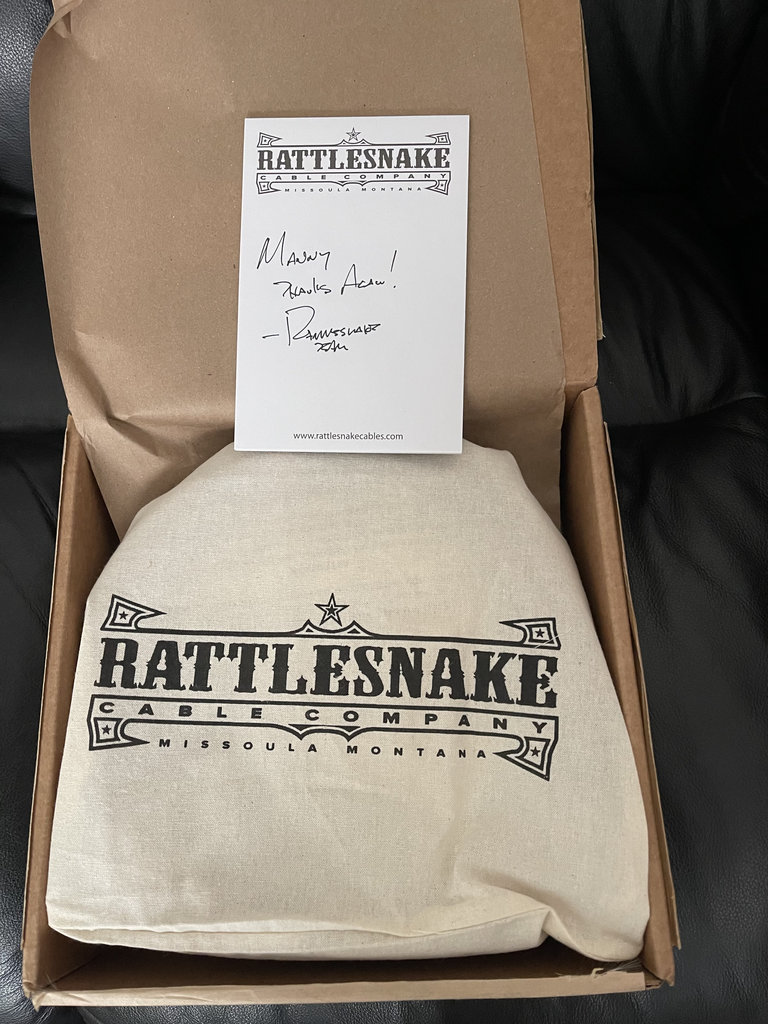 RATTLESNAKE
CABLE COMPANY
MISSOULA MONTANA
Manny
Thanks Again!
- Rattlesnake
Team
www.rattlesnakecables.com
RATTLESNAKE
CABLE COMPANY
MISSOULA MONTANA